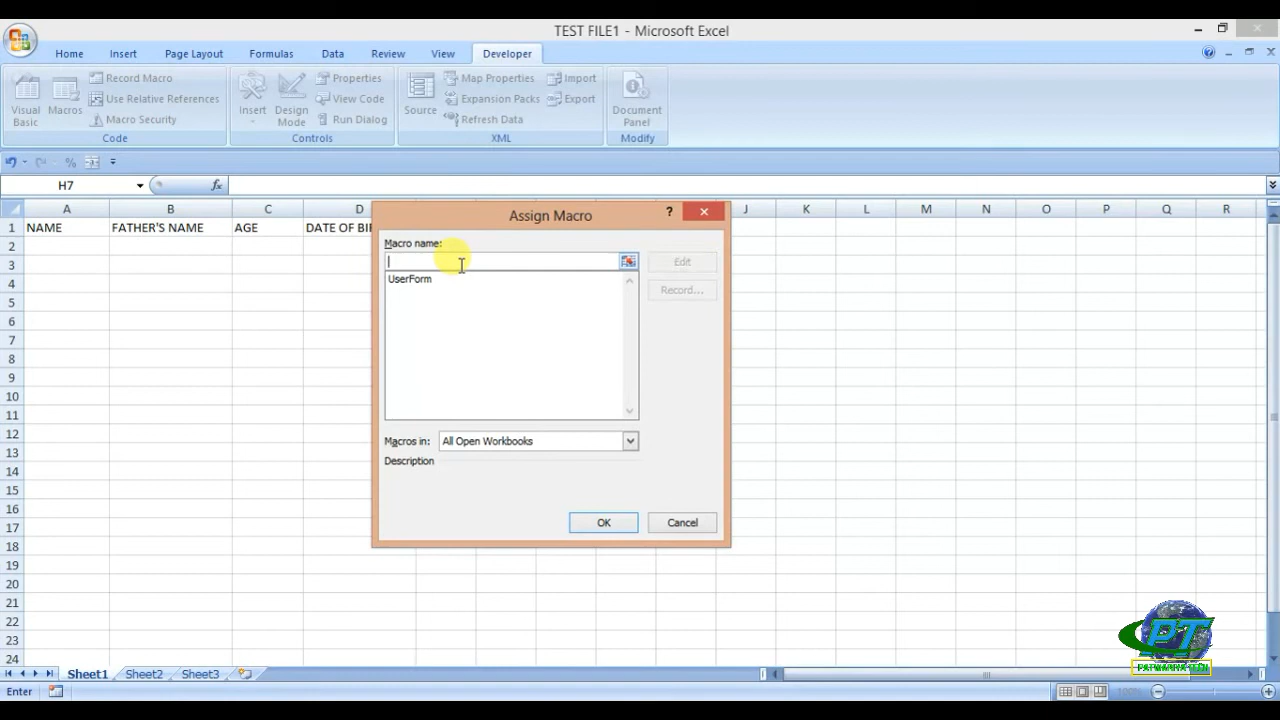 TEST FILE1 - Microsoft Excel
Home Insert Page Layout Formulas Data Review View Developer
Visual Basic
Macros
Record Macro
Use Relative References
Macro Security
Code
Insert
Design Mode
Properties
View Code
Run Dialog
Controls
Source
Map Properties
Expansion Packs
Refresh Data
Import
Export
XML
Document Panel
Modify
H7
fx
A B C D J K L M N O P Q R
1 NAME FATHER'S NAME AGE DATE OF BI
2
3
4
5
6
7
8
9
10
11
12
13
14
15
16
17
18
19
20
21
22
23
24
Assign Macro
?
Macro name:
Edit
UserForm
Record...
Macros in: All Open Workbooks
Description
OK Cancel
PT
Sheet1 Sheet2 Sheet3
Enter
100%